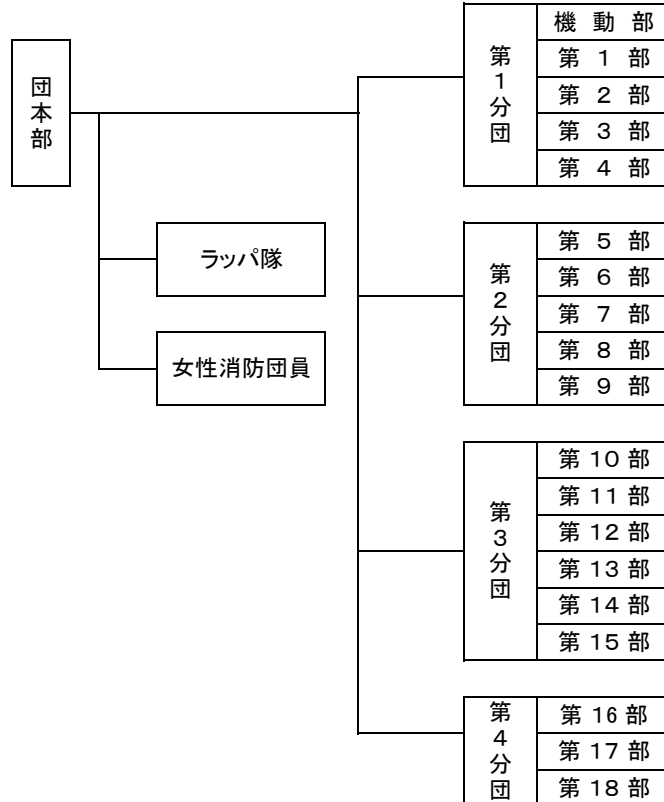 団本部
ラッパ隊
女性消防団員
第1分団
機動部
第1部
第2部
第3部
第4部
第2分団
第5部
第6部
第7部
第8部
第9部
第3分団
第10部
第11部
第12部
第13部
第14部
第15部
第4分団
第16部
第17部
第18部